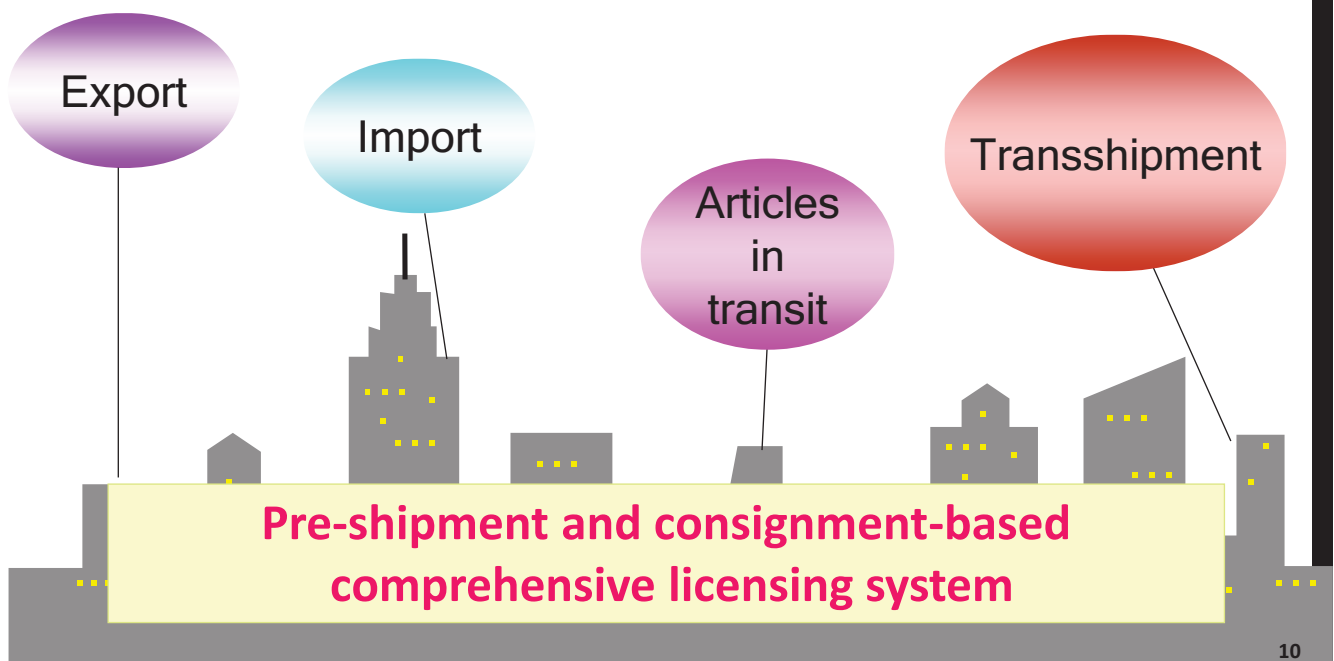 Export
Import
Articles
in
transit
Transshipment
Pre-shipment and consignment-based
comprehensive licensing system
10